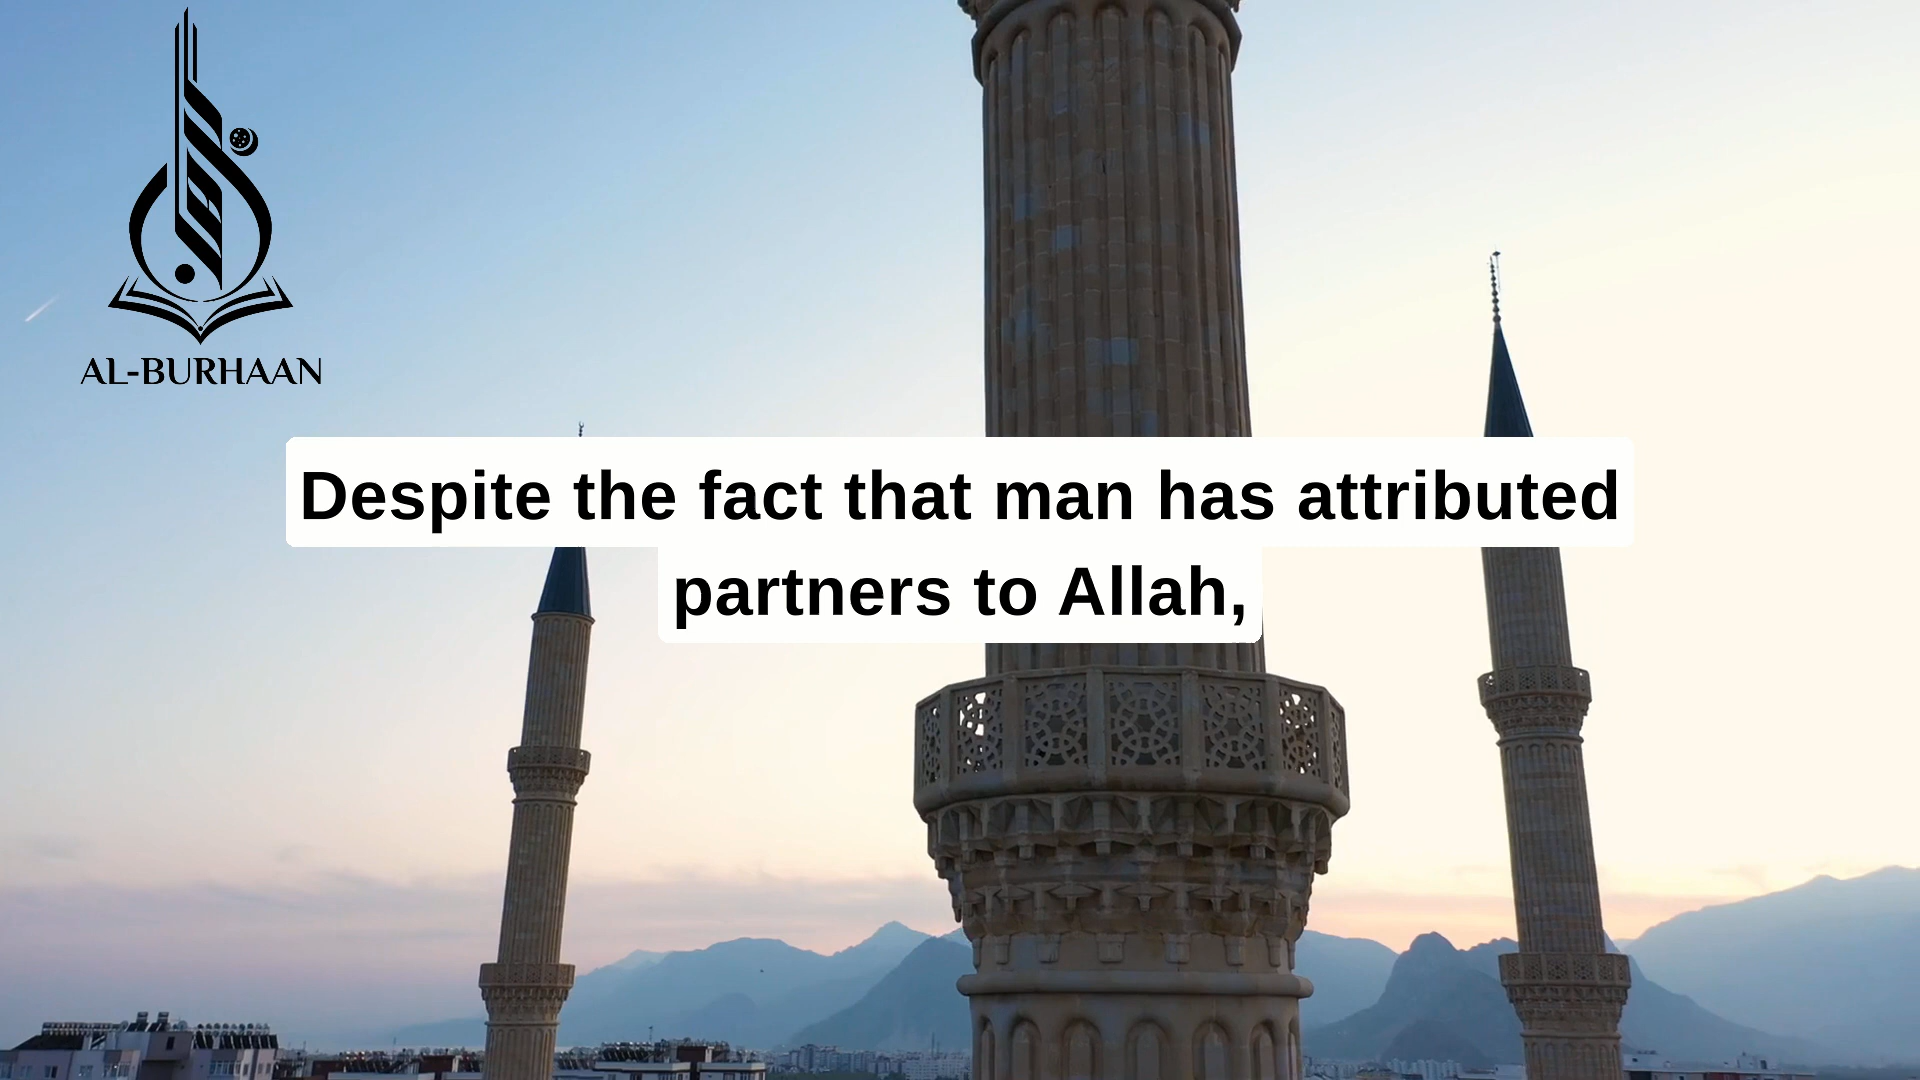 AL-BURHAAN
Despite the fact that man has attributed
partners to Allah,